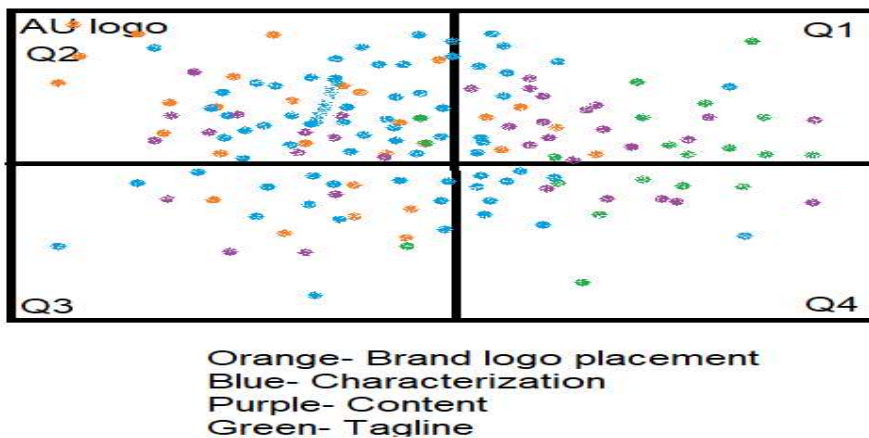 AU logo
Q1
Q2
Q3
Q4
Orange- Brand logo placement
Blue- Characterization
Purple- Content
Green- Tagline